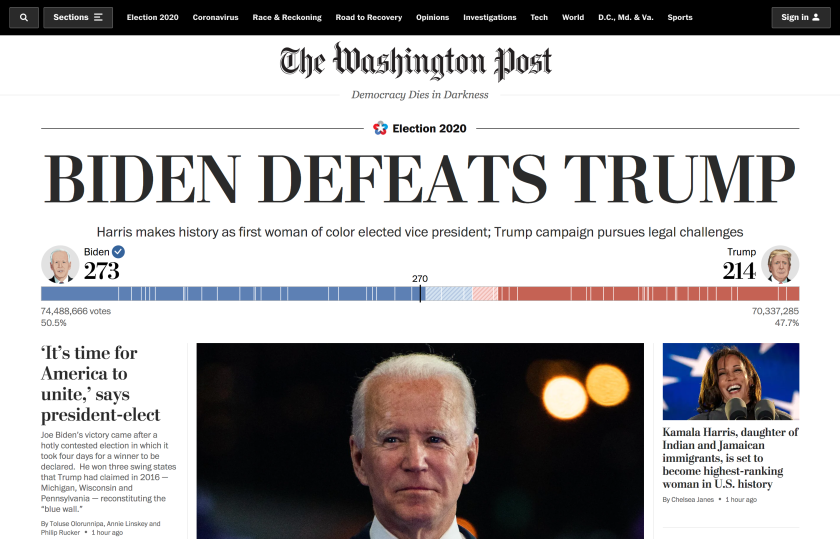 Sections
Election 2020 Coronavirus Race & Reckoning Road to Recovery Opinions Investigations Tech World D.C., Md. & Va. Sports
Sign in
The Washington Post
Democracy Dies in Darkness
Election 2020
BIDEN DEFEATS TRUMP
Harris makes history as first woman of color elected vice president; Trump campaign pursues legal challenges
Biden
273
Trump
214
270
74,488,666 votes
50.5%
70,337,285
47.7%
‘It’s time for
America to
unite,’ says
president-elect
Joe Biden's victory came after a
hotly contested election in which it
took four days for a winner to be
declared. He won three swing states
that Trump had claimed in 2016 —
Michigan, Wisconsin and
Pennsylvania — reconstituting the
“blue wall.”
By Toluse Olorunnipa, Annie Linskey and
Philip Rucker • 1 hour ago
Kamala Harris, daughter of
Indian and Jamaican
immigrants, is set to
become highest-ranking
woman in U.S. history
By Chelsea Janes • 1 hour ago